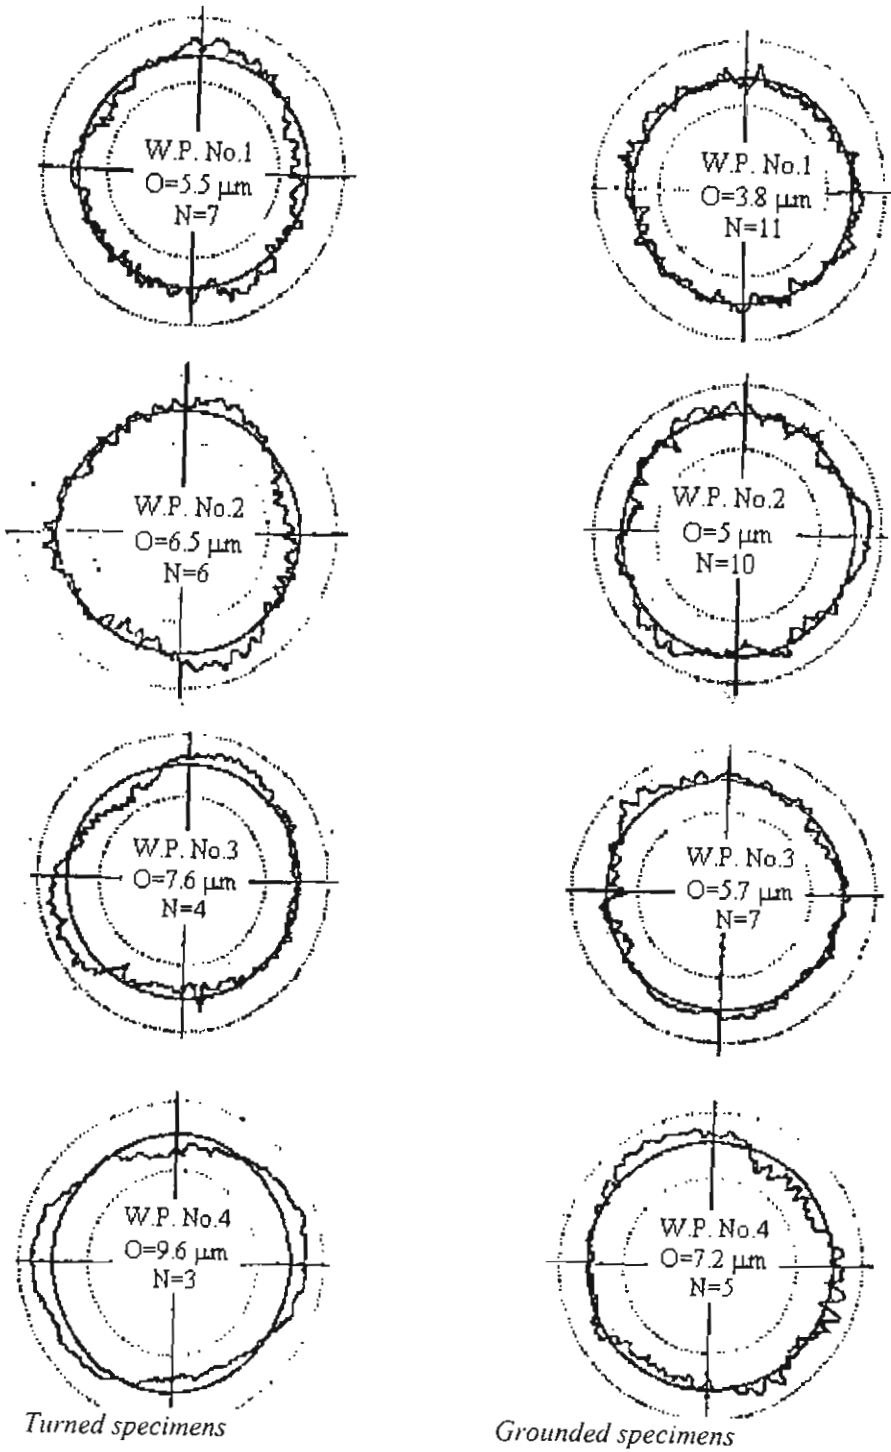 W.P. No.1
O=5.5 μm
N=7
W.P. No.1
O=3.8 μm
N=11
W.P. No.2
O=6.5 μm
N=6
W.P. No.2
O=5 μm
N=10
W.P. No.3
O=7.6 μm
N=4
W.P. No.3
O=5.7 μm
N=7
W.P. No.4
O=9.6 μm
N=3
W.P. No.4
O=7.2 μm
N=5
Turned specimens
Grounded specimens